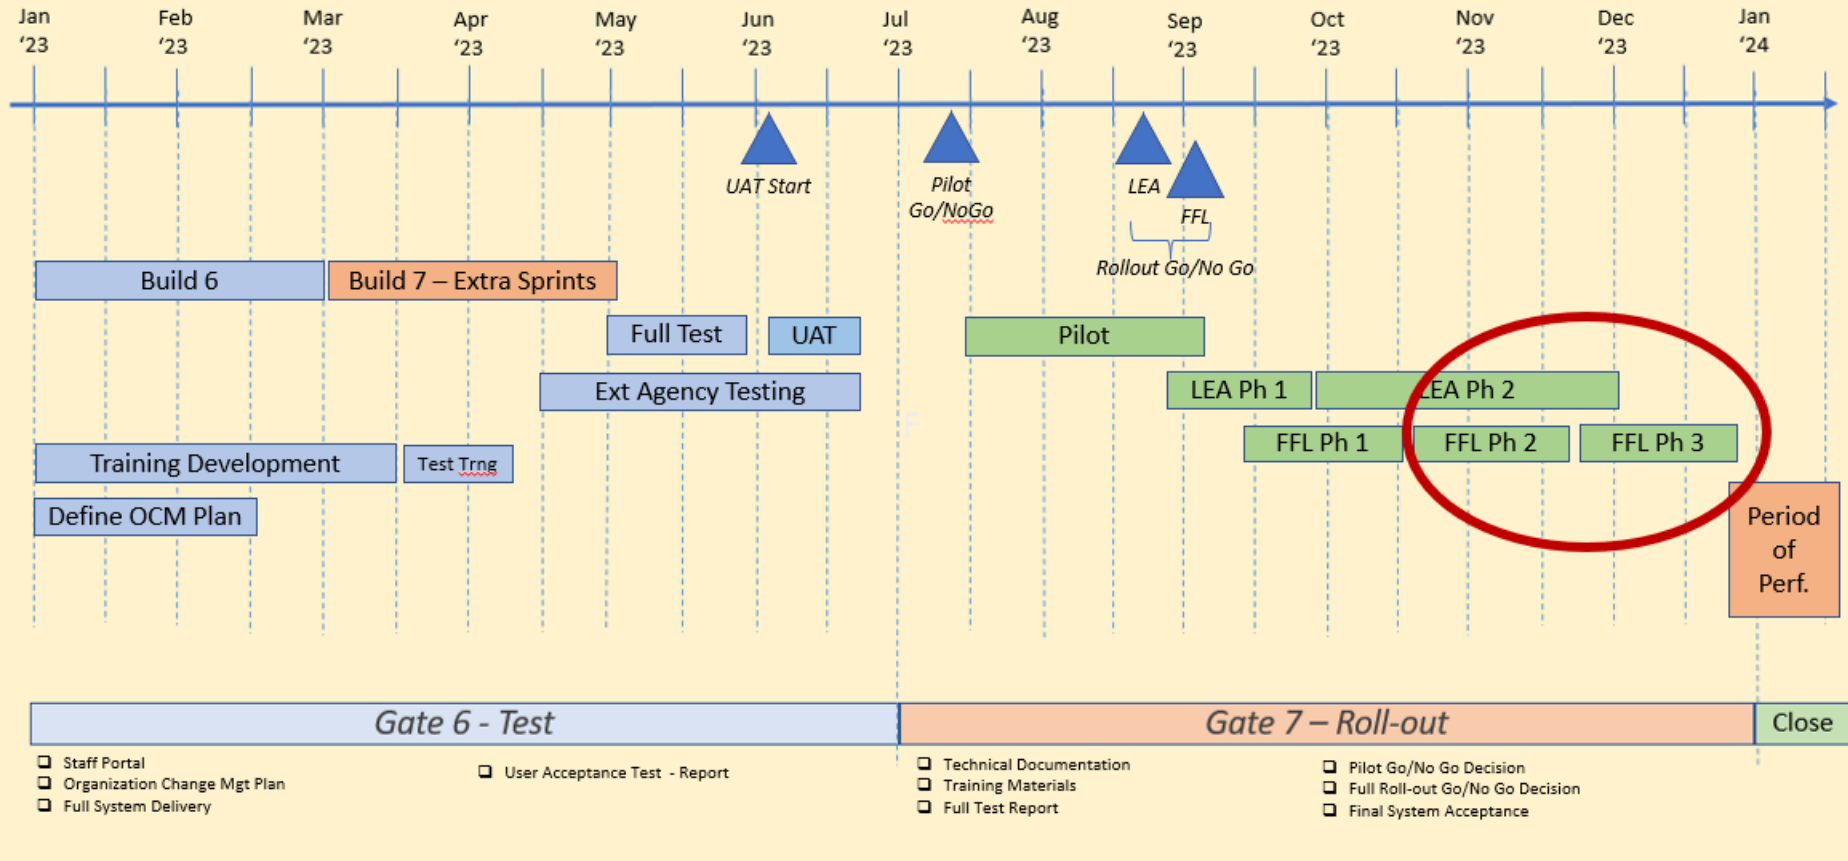 Jan Feb Mar Apr May Jun Jul Aug Sep Oct Nov Dec Jan
‘23 ‘23 ‘23 ‘23 ‘23 ‘23 ‘23 ‘23 ‘23 ‘23 ‘23 ‘23 ‘24
UAT Start
Pilot
Go/NoGo
LEA
FFL
Rollout Go/No Go
Build 6
Build 7 – Extra Sprints
Full Test
UAT
Pilot
Ext Agency Testing
LEA Ph 1
LEA Ph 2
F
FFL Ph 1
FFL Ph 2
FFL Ph 3
Training Development
Test Trng
Define OCM Plan
Period
of
Perf.
Gate 6 - Test
Gate 7 – Roll-out
Close
Staff Portal
Organization Change Mgt Plan
Full System Delivery
User Acceptance Test - Report
Technical Documentation
Training Materials
Full Test Report
Pilot Go/No Go Decision
Full Roll-out Go/No Go Decision
Final System Acceptance